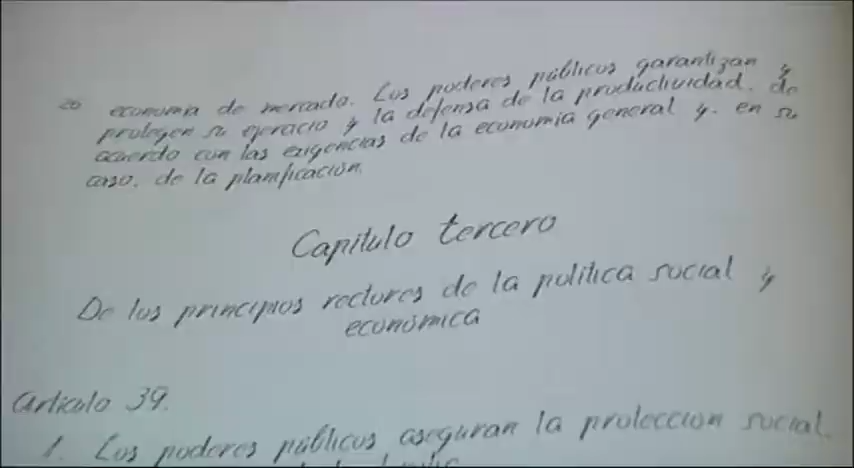 20 economía de mercado. Los poderes públicos garantizan y
protegen su ejercicio y la defensa de la productividad, de
acuerdo con las exigencias de la economía general y, en su
caso, de la planificación.
Capítulo tercero
De los principios rectores de la política social y
económica
Artículo 39.
1. Los poderes públicos aseguran la protección social,